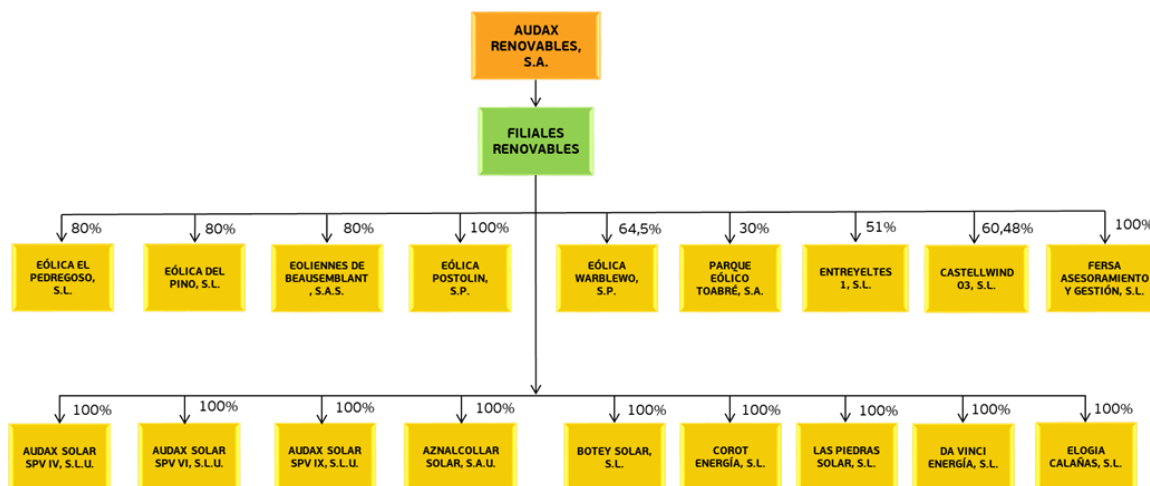 AUDAX
RENOVABLES,
S.A.
FILIALES
RENOVABLES
80%
80%
80%
100%
64,5%
30%
51%
60,48%
100%
EÓLICA EL
PEDREGOSO,
S.L.
EÓLICA DEL
PINO, S.L.
EOLIENNES DE
BEAUSEMBLANT
, S.A.S.
EÓLICA
POSTOLIN,
S.P.
EÓLICA
WARBLEWO,
S.P.
PARQUE
EÓLICO
TOABRÉ, S.A.
ENTREYELTES
1, S.L.
CASTELLWIND
03, S.L.
FERSA
ASESORAMIENTO
Y GESTIÓN, S.L.
100%
100%
100%
100%
100%
100%
100%
100%
100%
AUDAX SOLAR
SPV IV, S.L.U.
AUDAX SOLAR
SPV VI, S.L.U.
AUDAX SOLAR
SPV IX, S.L.U.
AZNALCOLLAR
SOLAR, S.A.U.
BOTEY SOLAR,
S.L.
COROT
ENERGÍA, S.L.
LAS PIEDRAS
SOLAR, S.L.
DA VINCI
ENERGÍA, S.L.
ELOGIA
CALAÑAS, S.L.